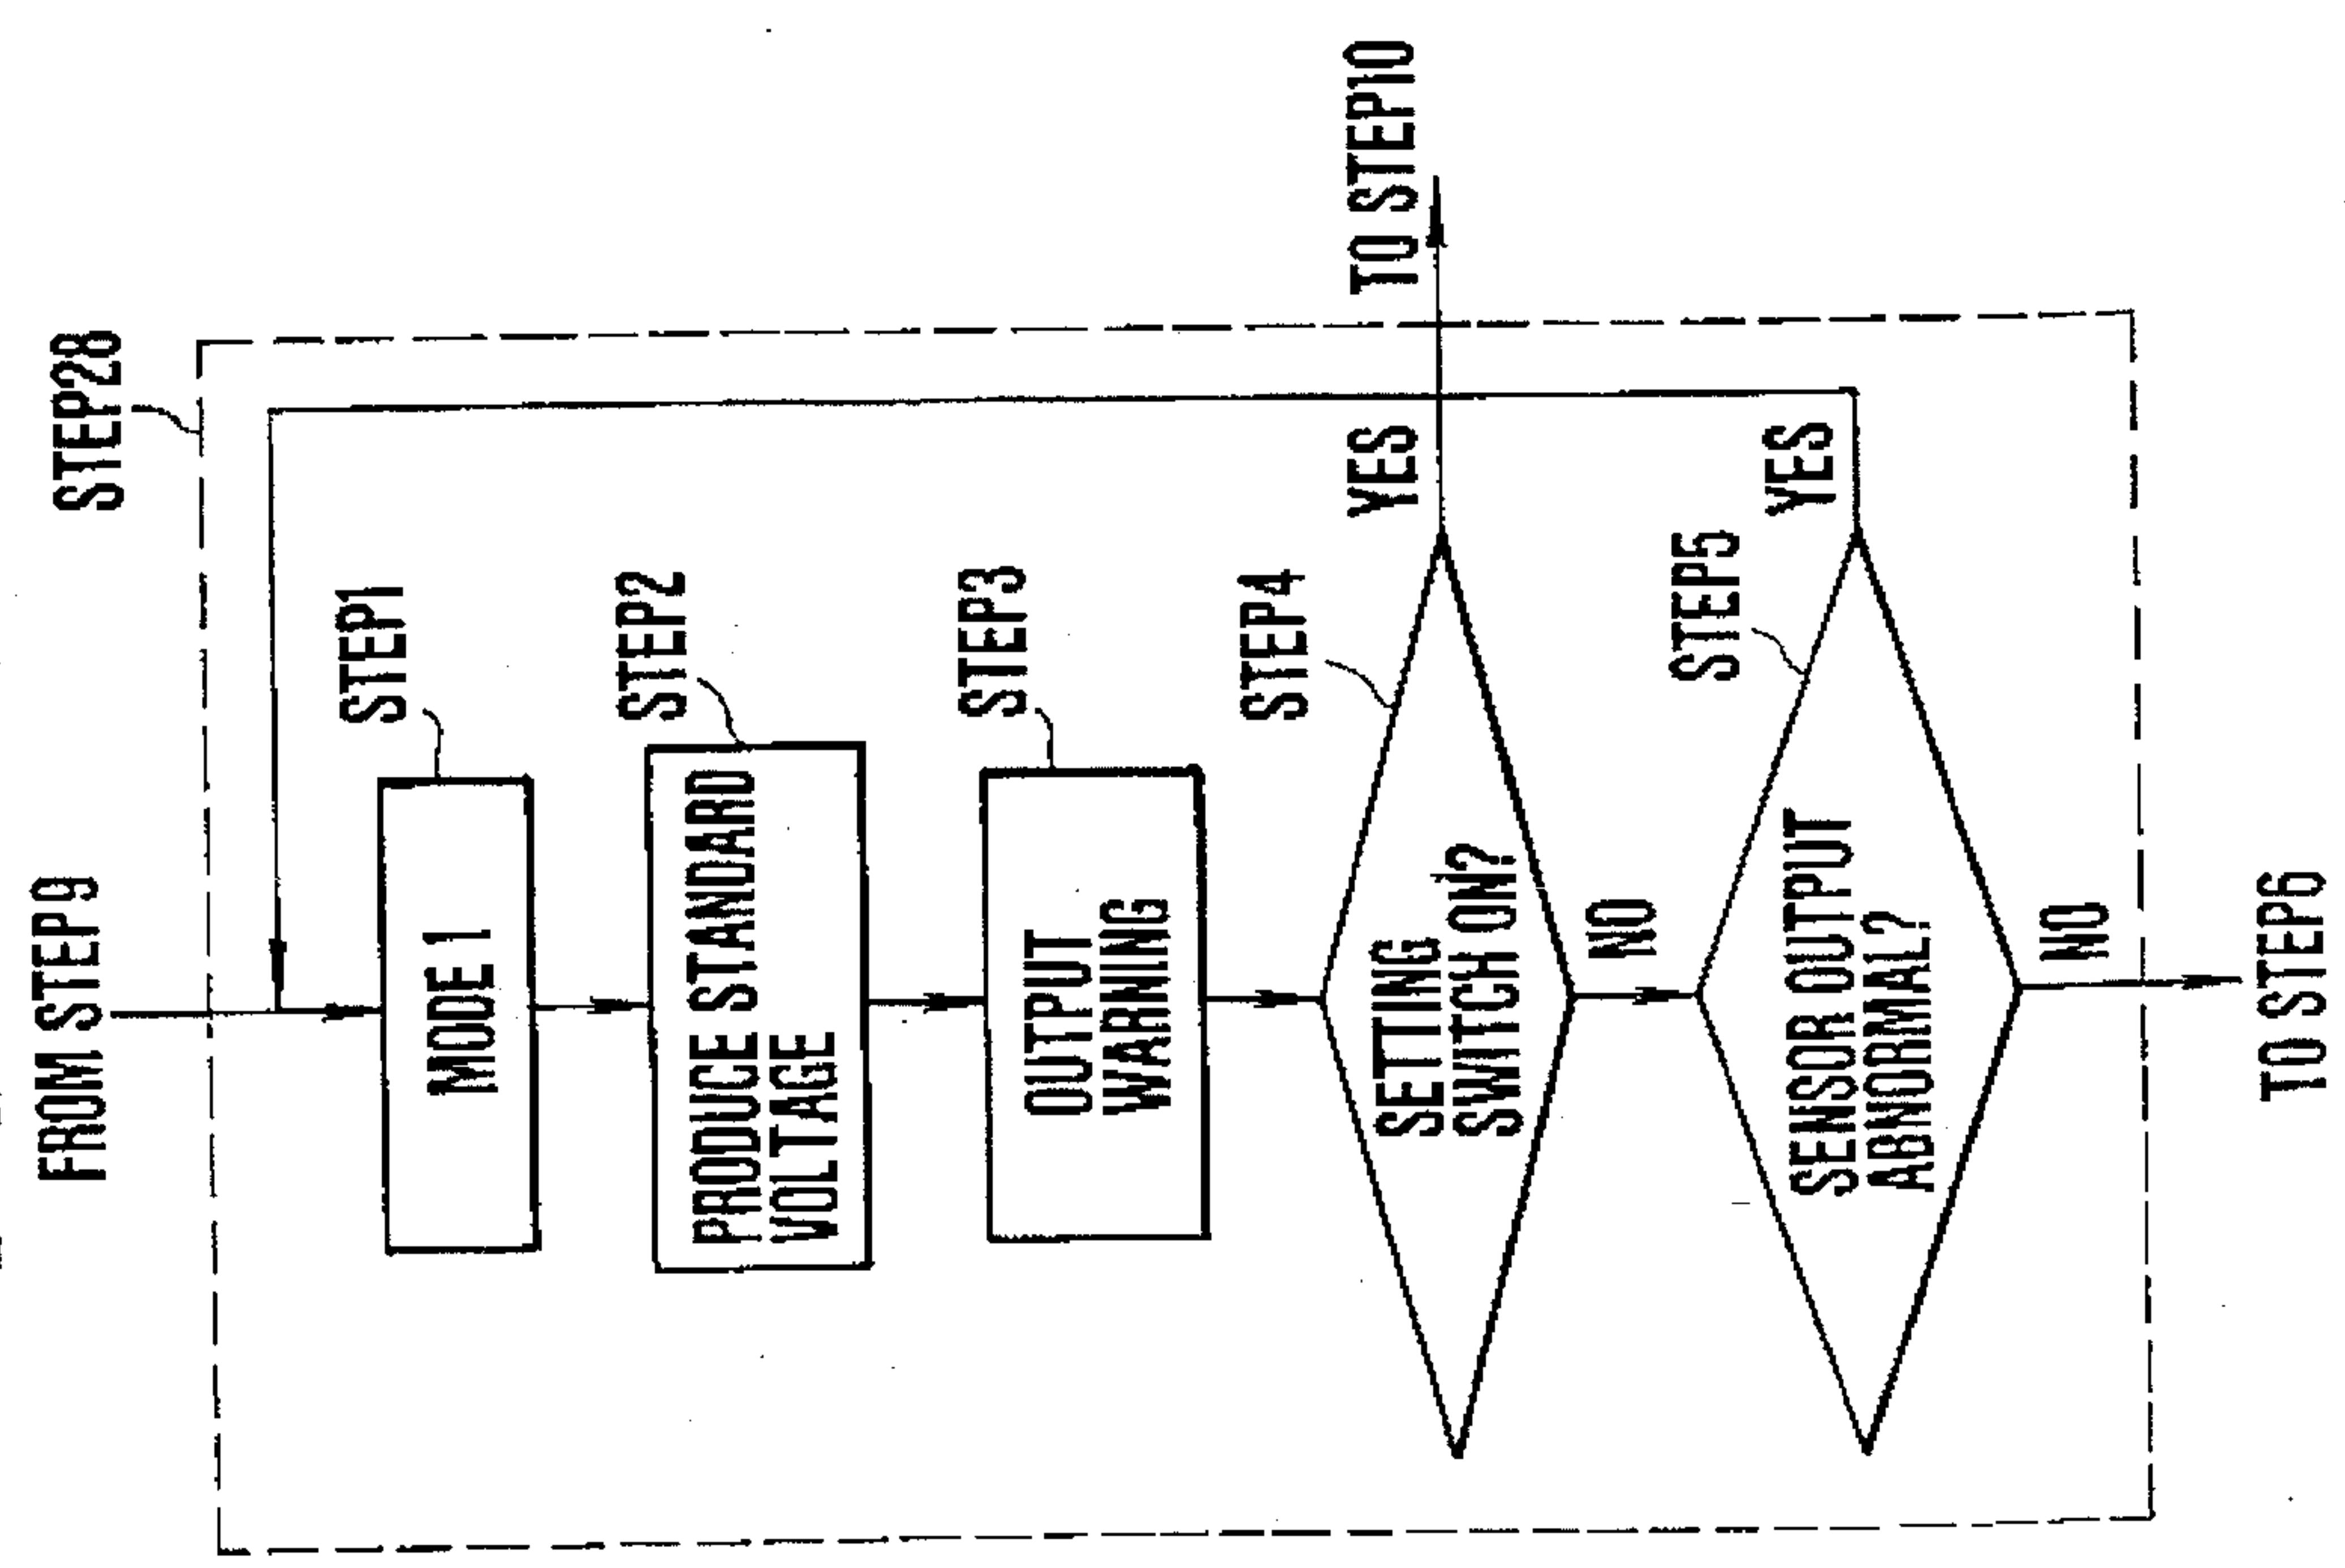 STEP28
FROM STEP9
STEP1
MODE 1
STEP2
PRODUCE STANDARD
VOLTAGE
STEP3
OUTPUT
WARNING
STEP4
SETTING
SWITCH ON?
YES
TO STEP10
NO
STEP5
SENSOR OUTPUT
ABNORMAL?
YES
NO
TO STEP6